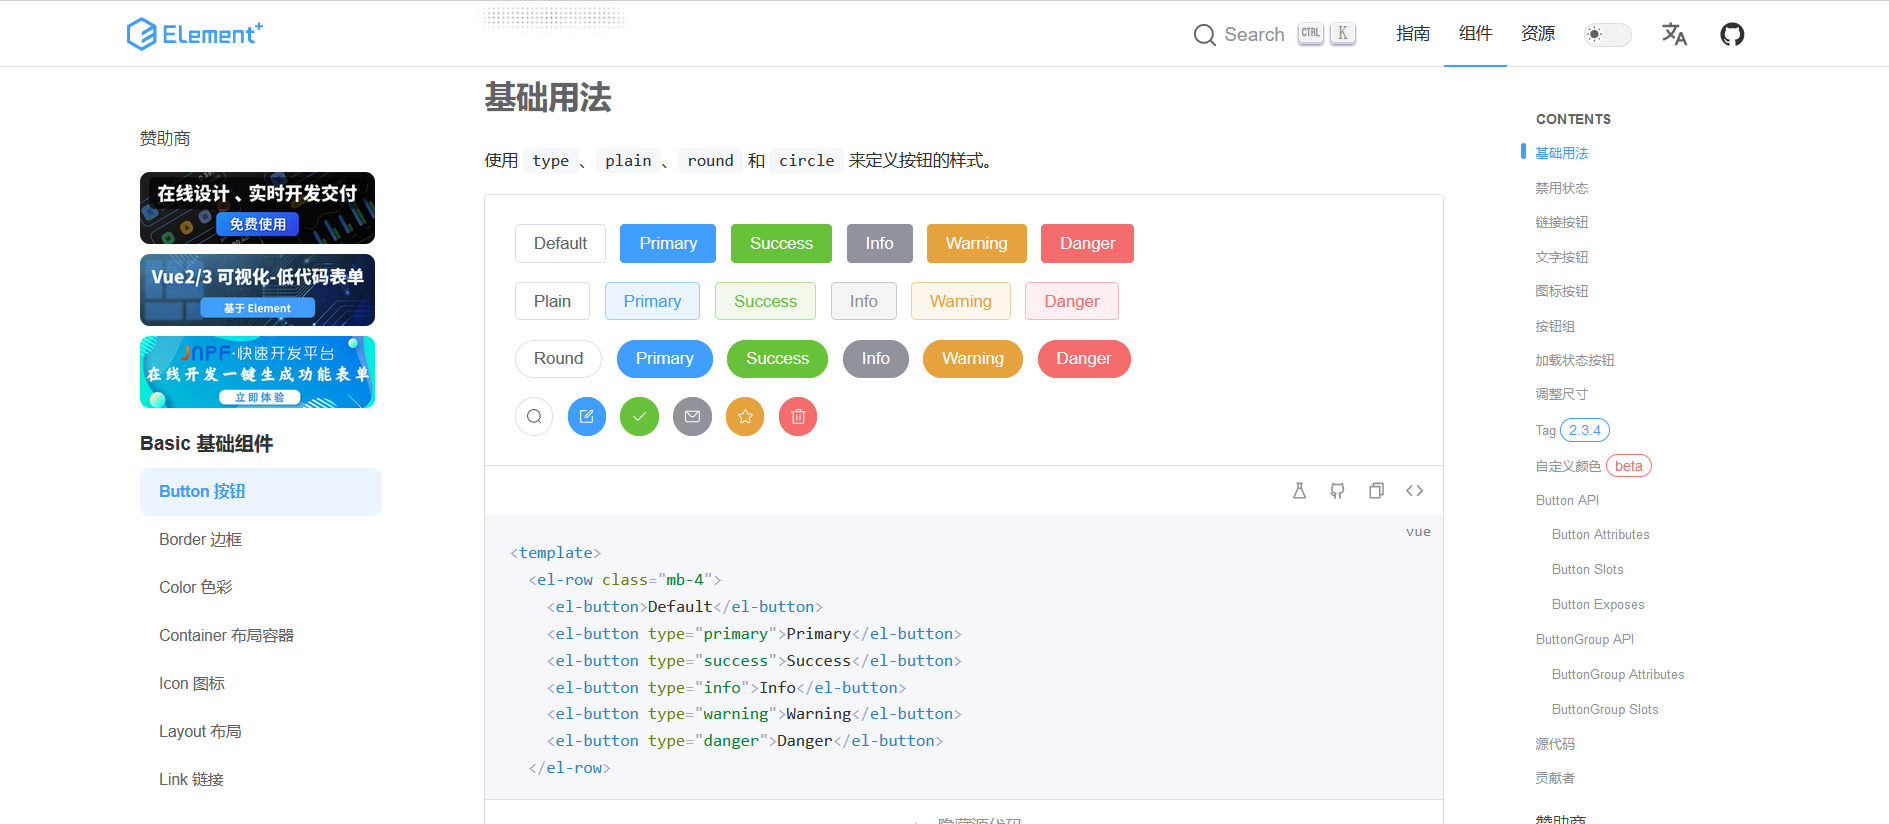 Element+
Search CTRL K 指南 组件 资源
赞助商
在线设计、实时开发交付
免费使用
Vue2/3 可视化-低代码表单
基于 Element
JNPF·快速开发平台
在线开发一键生成功能表单
立即体验
Basic 基础组件
Button 按钮
Border 边框
Color 色彩
Container 布局容器
Icon 图标
Layout 布局
Link 链接
基础用法
使用 type、plain、round 和 circle 来定义按钮的样式。
Default Primary Success Info Warning Danger
Plain Primary Success Info Warning Danger
Round Primary Success Info Warning Danger
vue
<template>
<el-row class="mb-4">
<el-button>Default</el-button>
<el-button type="primary">Primary</el-button>
<el-button type="success">Success</el-button>
<el-button type="info">Info</el-button>
<el-button type="warning">Warning</el-button>
<el-button type="danger">Danger</el-button>
</el-row>
隐藏源代码
CONTENTS
基础用法
禁用状态
链接按钮
文字按钮
图标按钮
按钮组
加载状态按钮
调整尺寸
Tag 2.3.4
自定义颜色 beta
Button API
Button Attributes
Button Slots
Button Exposes
ButtonGroup API
ButtonGroup Attributes
ButtonGroup Slots
源代码
贡献者
赞助商